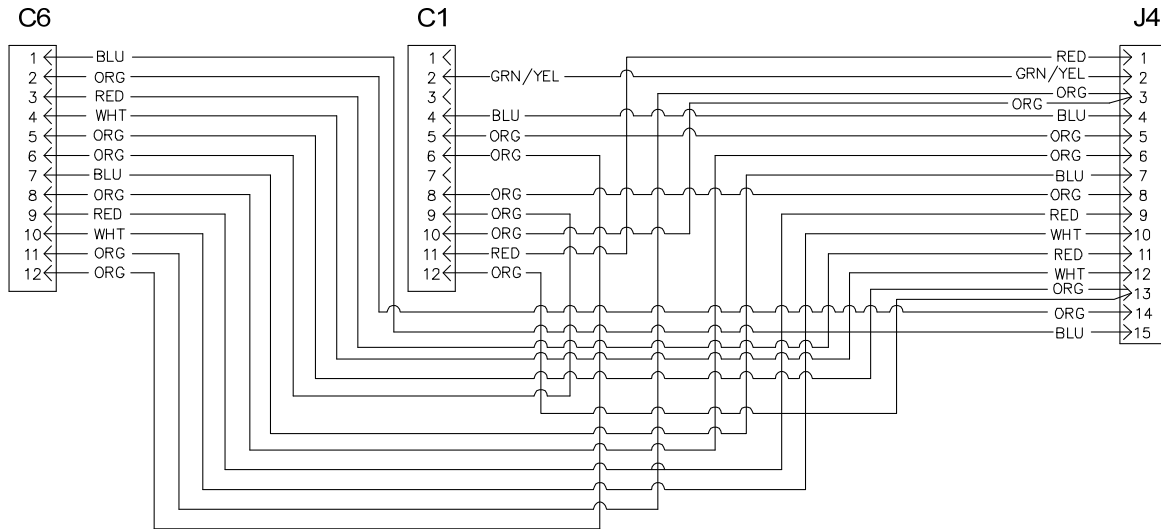 C6
C1
J4
1 BLU
2 ORG
3 RED
4 WHT
5 ORG
6 ORG
7 BLU
8 ORG
9 RED
10 WHT
11 ORG
12 ORG
1
2 GRN/YEL
3
4 BLU
5 ORG
6 ORG
7
8 ORG
9 ORG
10 ORG
11 RED
12 ORG
RED 1
GRN/YEL 2
ORG
ORG 3
BLU 4
ORG 5
ORG 6
BLU 7
ORG 8
RED 9
WHT 10
RED 11
WHT 12
ORG 13
ORG 14
BLU 15